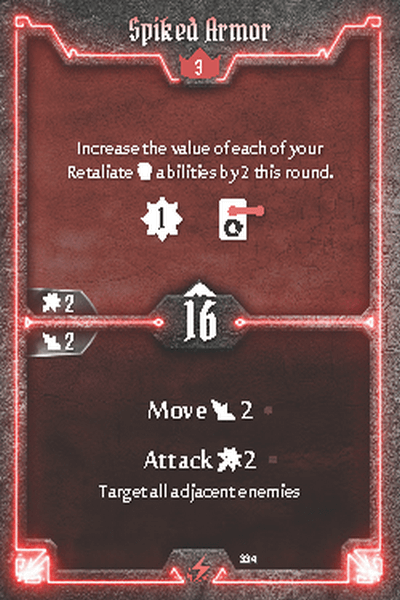 Spiked Armor
3
Increase the value of each of your
Retaliate abilities by 2 this round.
1
2
16
2
Move 2
Attack 2
Target all adjacent enemies
334